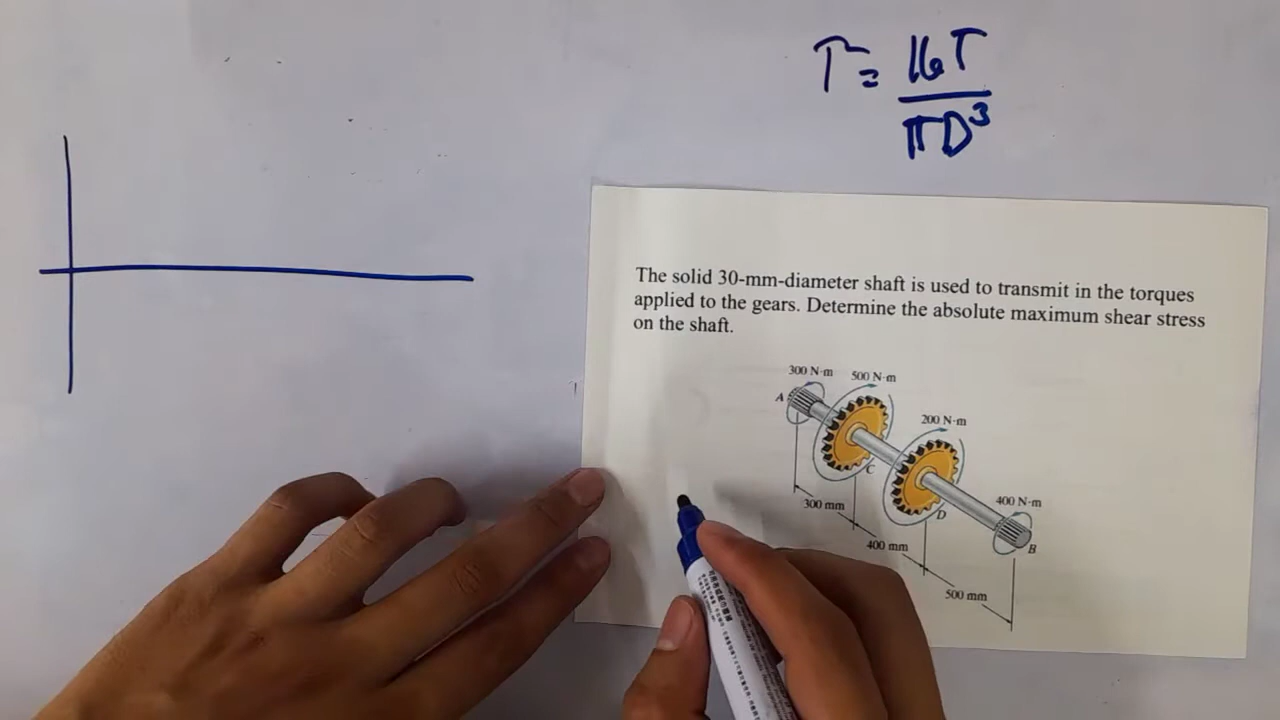 τ = 16T
πD³
The solid 30-mm-diameter shaft is used to transmit in the torques
applied to the gears. Determine the absolute maximum shear stress
on the shaft.
300 N·m
500 N·m
A
200 N·m
C
300 mm
400 N·m
D
400 mm
B
500 mm